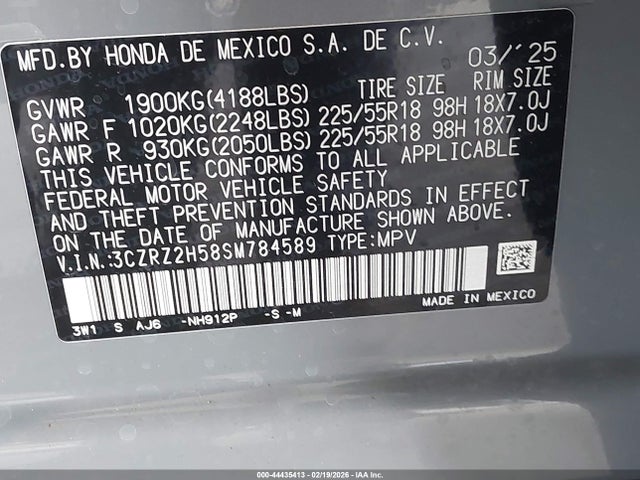 MFD.BY HONDA DE MEXICO S.A. DE C.V. 03/'25
TIRE SIZE RIM SIZE
GVWR 1900KG(4188LBS)
GAWR F 1020KG(2248LBS) 225/55R18 98H 18X7.0J
GAWR R 930KG(2050LBS) 225/55R18 98H 18X7.0J
THIS VEHICLE CONFORMS TO ALL APPLICABLE
FEDERAL MOTOR VEHICLE SAFETY
AND THEFT PREVENTION STANDARDS IN EFFECT
ON THE DATE OF MANUFACTURE SHOWN ABOVE.
V.I.N.:3CZRZ2H58SM784589 TYPE:MPV
MADE IN MEXICO
3W1 S AJ6 -NH912P -S -M
000-44435413 - 02/19/2026 - IAA Inc.